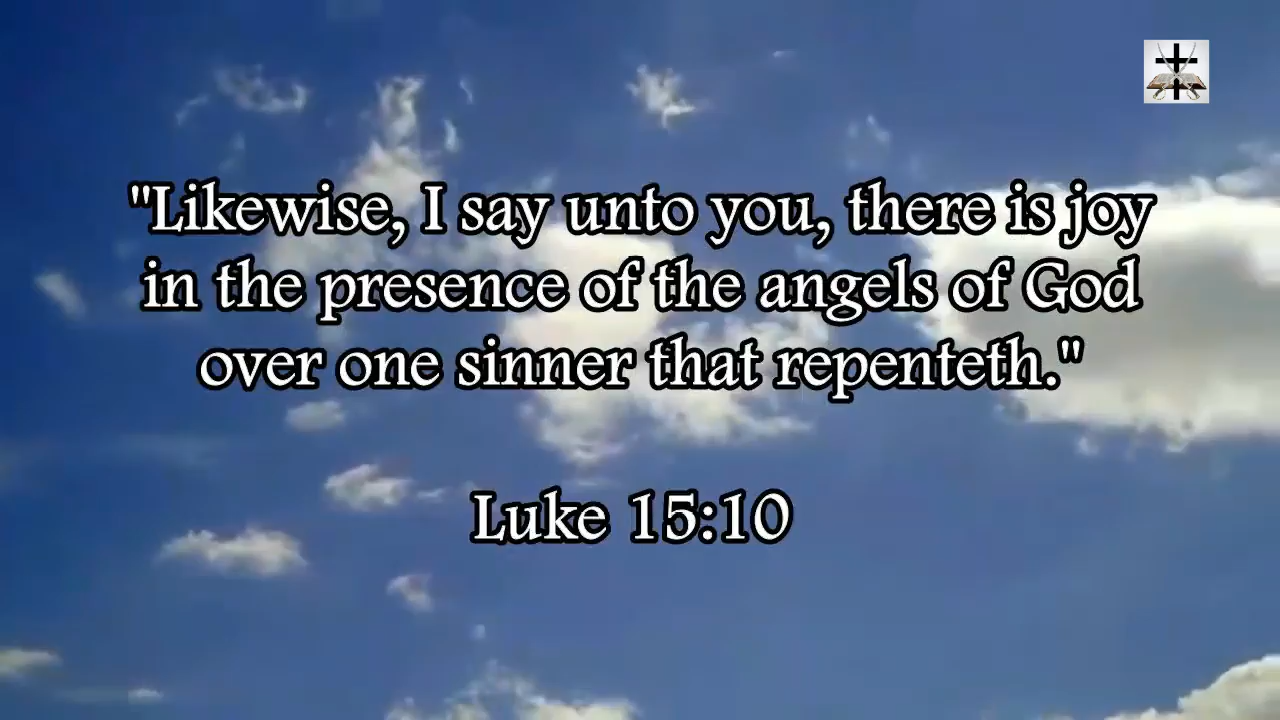 "Likewise, I say unto you, there is joy
in the presence of the angels of God
over one sinner that repenteth."
Luke 15:10